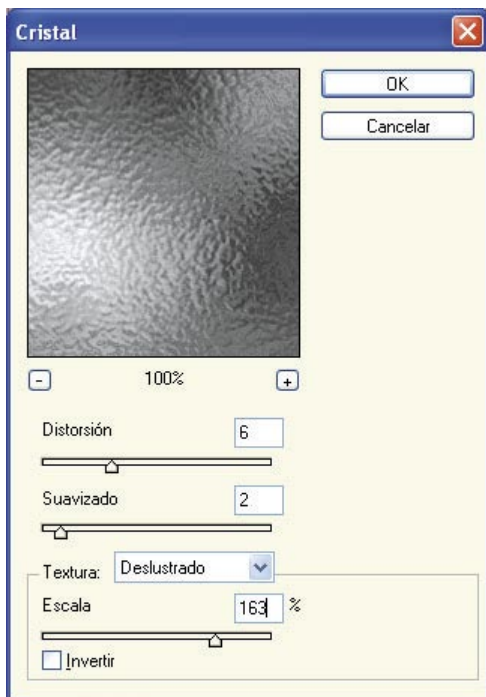 Cristal
OK
Cancelar
- 100% +
Distorsión 6
Suavizado 2
Textura: Deslustrado
Escala 163 %
Invertir